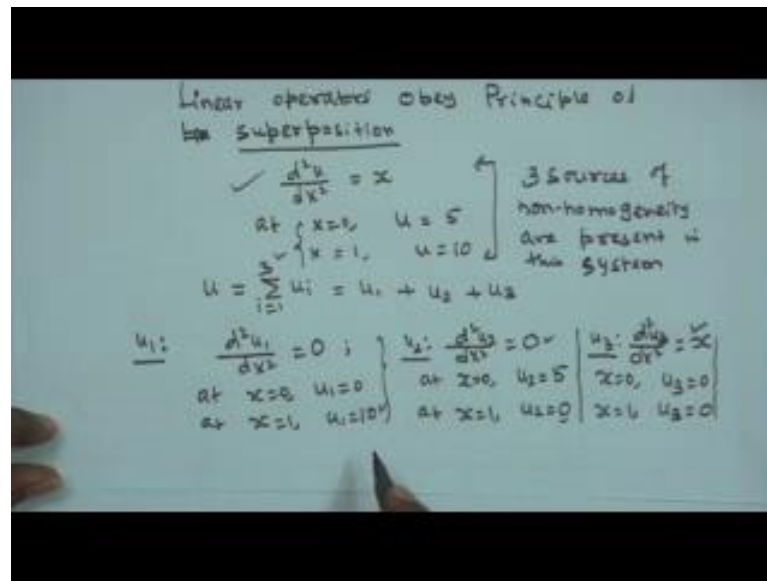 Linear operators obey Principle of
superposition
d²u/dx² = x
at x=0, u = 5
x = 1, u=10
3 sources of
non-homogeneity
are present in
this system
u = Σ i=1 3 ui = u1 + u2 + u3
u1: d²u1/dx² = 0 ;
at x=0, u1=0
at x=1, u1=10
u2: d²u2/dx² = 0
at x=0, u2=5
at x=1, u2=0
u3: d²u3/dx² = x
x=0, u3=0
x=1, u3=0